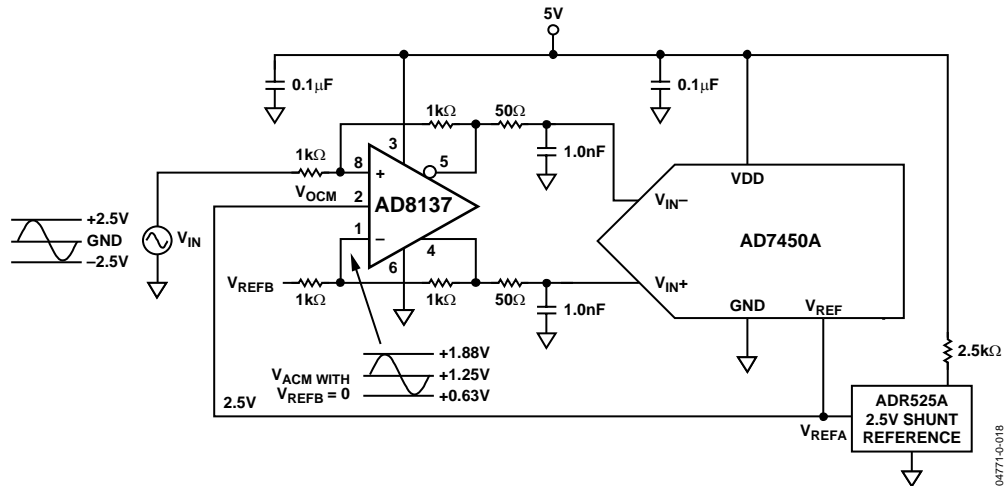 5V
0.1μF
0.1μF
1kΩ
50Ω
1kΩ
3
5
1.0nF
8
+
VOCM
2
AD8137
VDD
VIN–
+2.5V
GND
–2.5V
VIN
1
–
AD7450A
4
6
VREFB
1kΩ
1kΩ
50Ω
VIN+
1.0nF
GND
VREF
2.5kΩ
VACM WITH
VREFB = 0
+1.88V
+1.25V
+0.63V
2.5V
VREFA
ADR525A
2.5V SHUNT
REFERENCE
04771-0-018